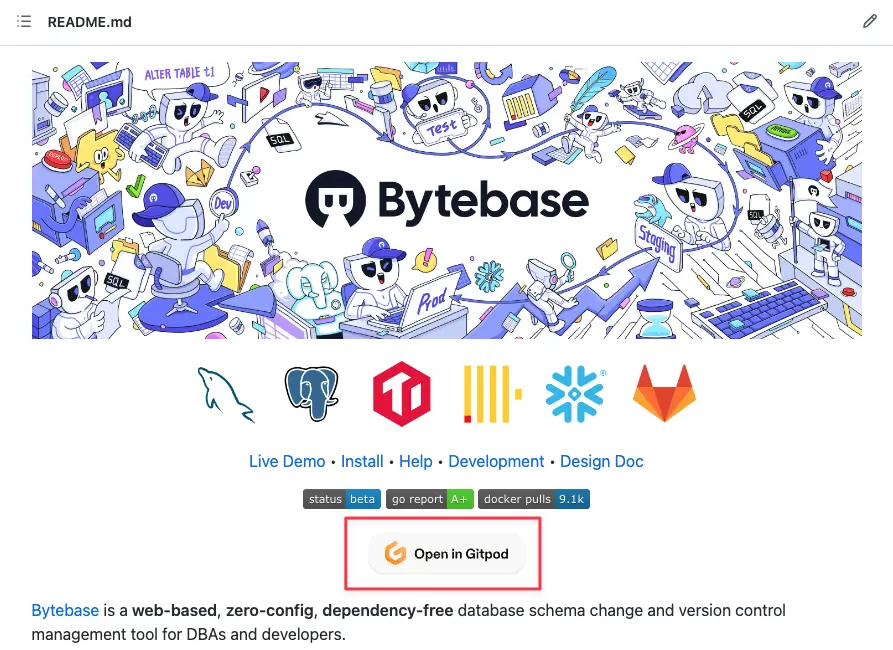 README.md
ALTER TABLE t1
SQL
Test
SQL
Dev
Bytebase
SQL
Staging
SQL
Prod
Live Demo • Install • Help • Development • Design Doc
status beta go report A+ docker pulls 9.1k
Open in Gitpod
Bytebase is a web-based, zero-config, dependency-free database schema change and version control
management tool for DBAs and developers.